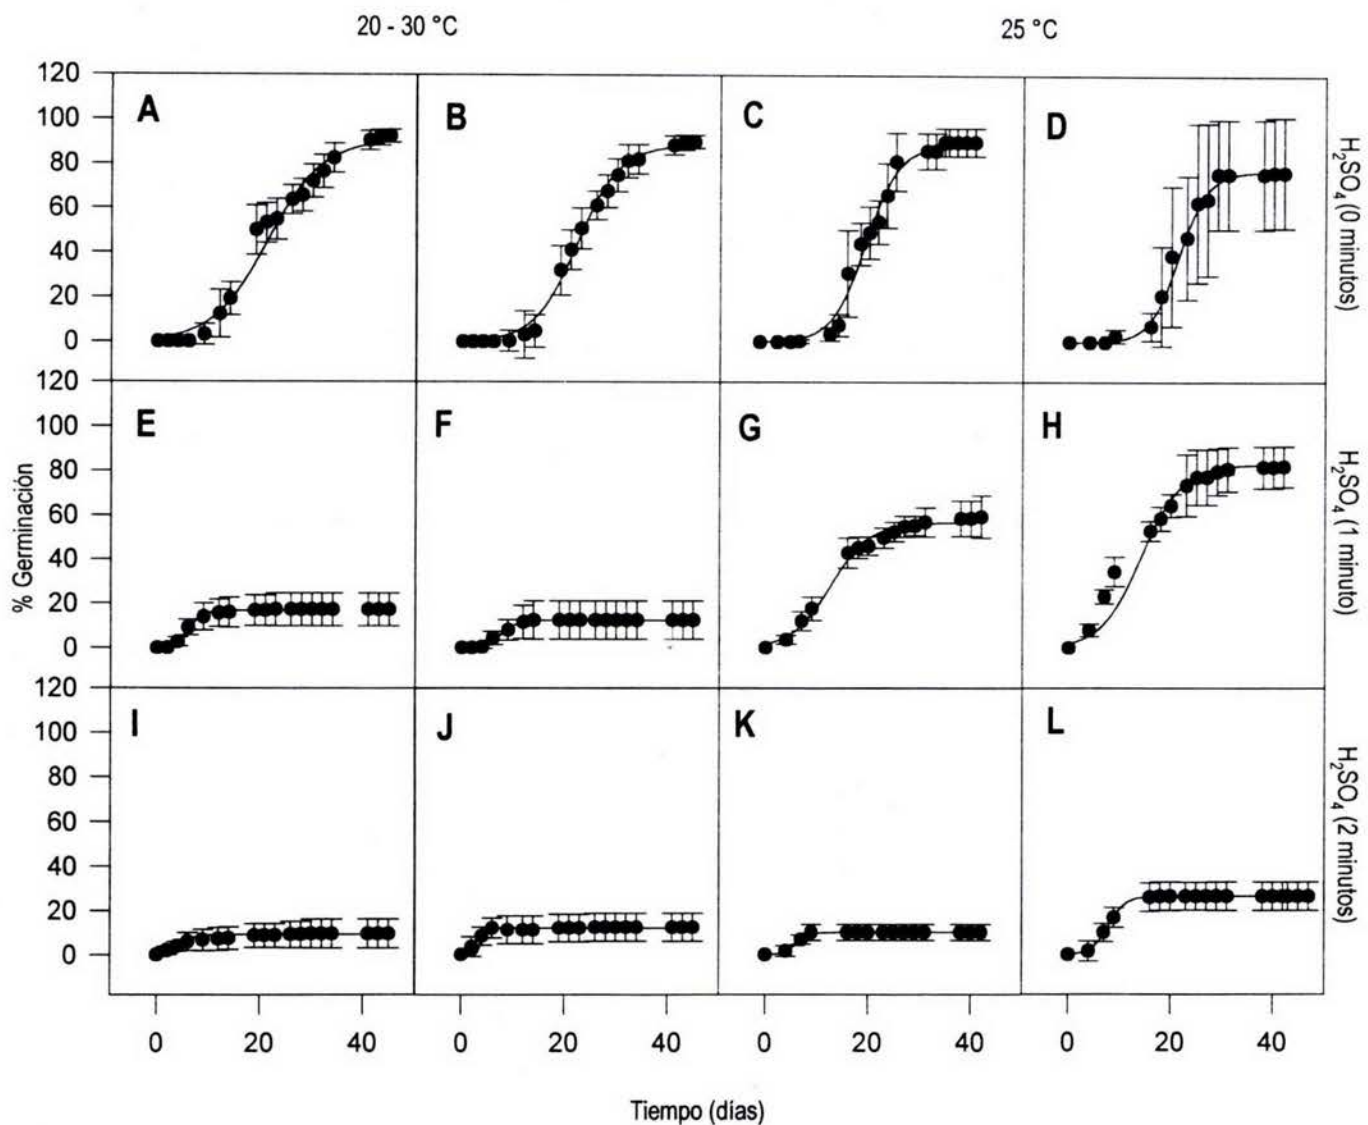 20 - 30 °C
25 °C
120
100
80
60
40
20
0
A
B
C
D
H₂SO₄ (0 minutos)
120
100
80
60
40
20
0
E
F
G
H
H₂SO₄ (1 minuto)
% Germinación
120
100
80
60
40
20
0
I
J
K
L
H₂SO₄ (2 minutos)
0 20 40 0 20 40 0 20 40 0 20 40
Tiempo (días)